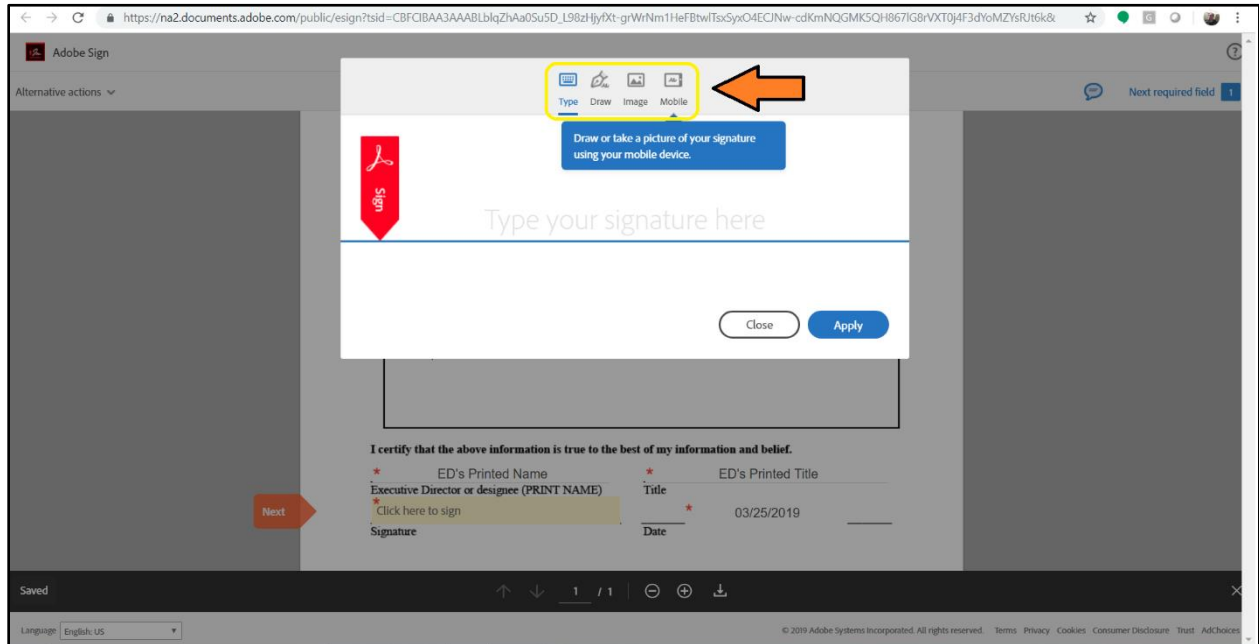 https://na2.documents.adobe.com/public/esign?tsid=CBFCIBAA3AAABLblqZhAa0Su5D_L98zHjyfXt-grWrNm1HeFBtwlTsxSyxO4ECJNw-cdKmNQGMK5QH867lG8rVXT0j4F3dYoMZYsRJt6k&
Adobe Sign
Alternative actions
Next required field 1
Type Draw Image Mobile
Draw or take a picture of your signature
using your mobile device.
Sign
Type your signature here
Close Apply
I certify that the above information is true to the best of my information and belief.
* ED's Printed Name * ED's Printed Title
Executive Director or designee (PRINT NAME) Title
Next
* Click here to sign * 03/25/2019
Signature Date
Saved
1 / 1
Language English: US
© 2019 Adobe Systems Incorporated. All rights reserved. Terms Privacy Cookies Consumer Disclosure Trust AdChoices